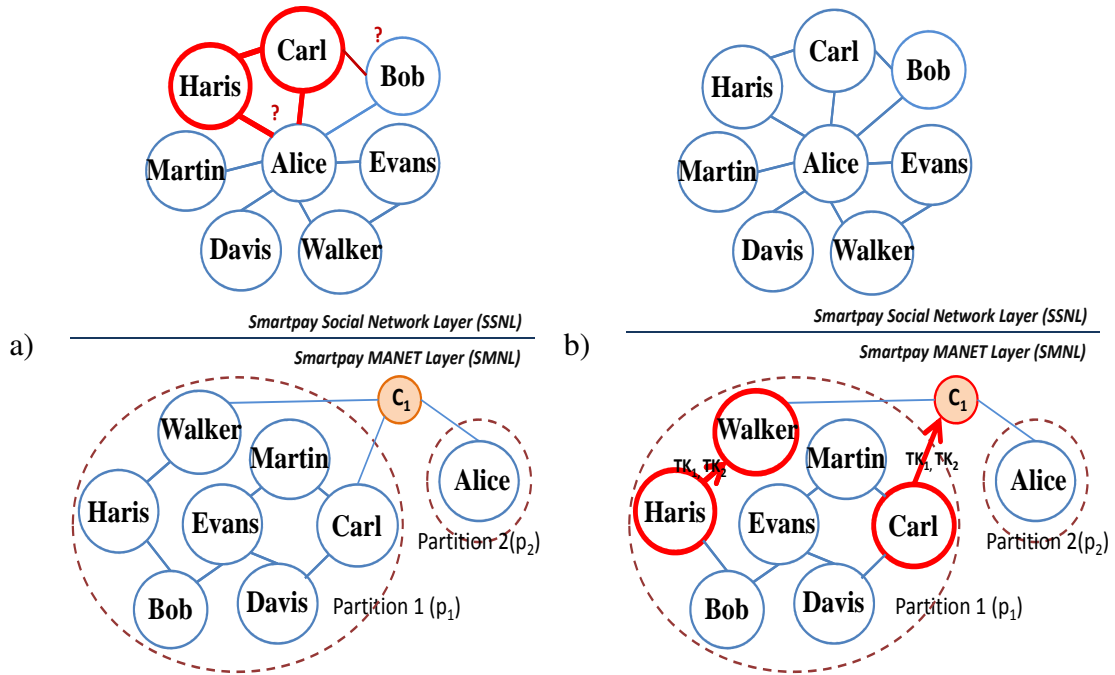 ?
Carl
?
Bob
Haris
Martin
Alice
Evans
Davis
Walker
Smartpay Social Network Layer (SSNL)
a)
Smartpay MANET Layer (SMNL)
C1
Walker
Martin
Alice
Haris
Evans
Carl
Partition 2(p2)
Bob
Davis
Partition 1 (p1)
Carl
Bob
Haris
Martin
Alice
Evans
Davis
Walker
Smartpay Social Network Layer (SSNL)
b)
Smartpay MANET Layer (SMNL)
C1
Walker
Martin
TK1, TK2
TK1, TK2
Alice
Haris
Evans
Carl
Partition 2(p2)
Bob
Davis
Partition 1 (p1)